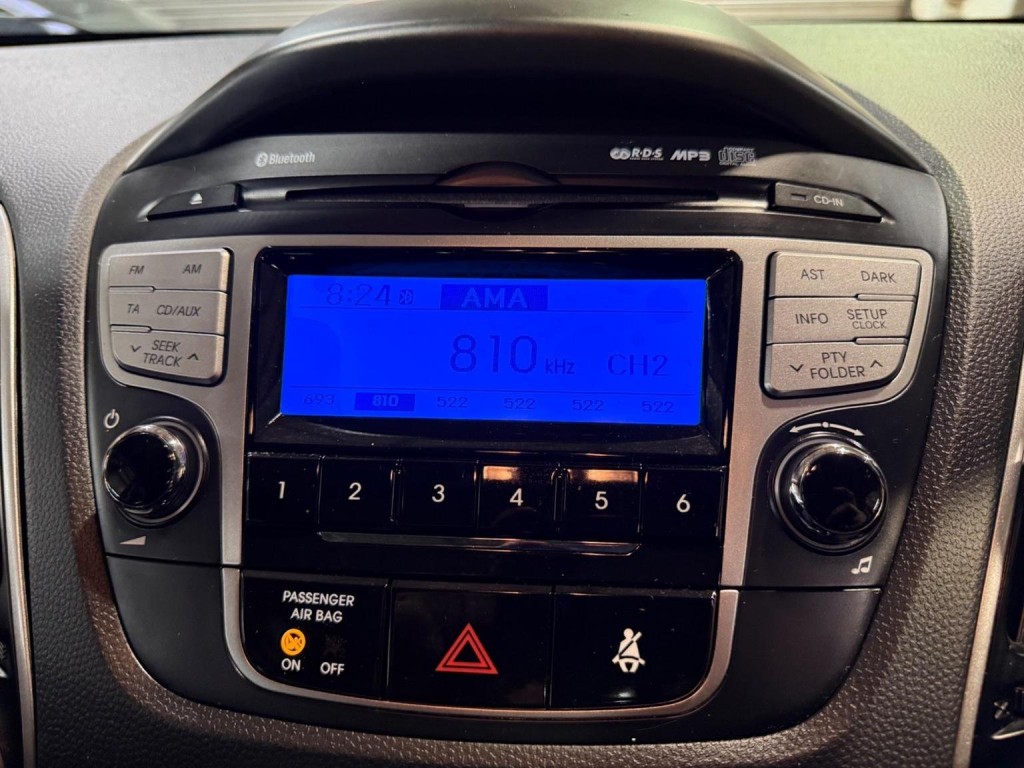 Bluetooth
R·D·S MP3 COMPACT disc
CD-IN
FM AM
TA CD/AUX
SEEK
TRACK
8:24 AMA
810 kHz CH2
693 810 522 522 522 522
AST DARK
INFO SETUP
CLOCK
PTY
FOLDER
1 2 3 4 5 6
PASSENGER
AIR BAG
ON OFF